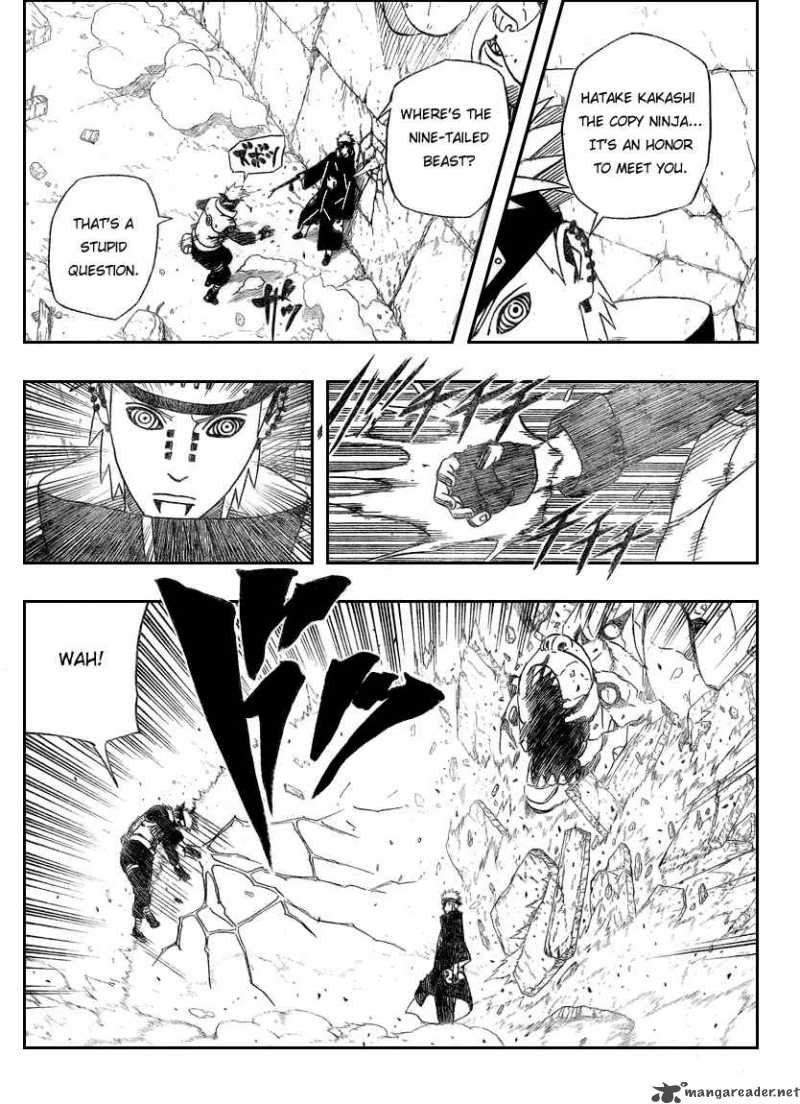 HATAKE KAKASHI
THE COPY NINJA...
IT'S AN HONOR
TO MEET YOU.
WHERE'S THE
NINE-TAILED
BEAST?
THAT'S A
STUPID
QUESTION.
WAH!
mangareader.net